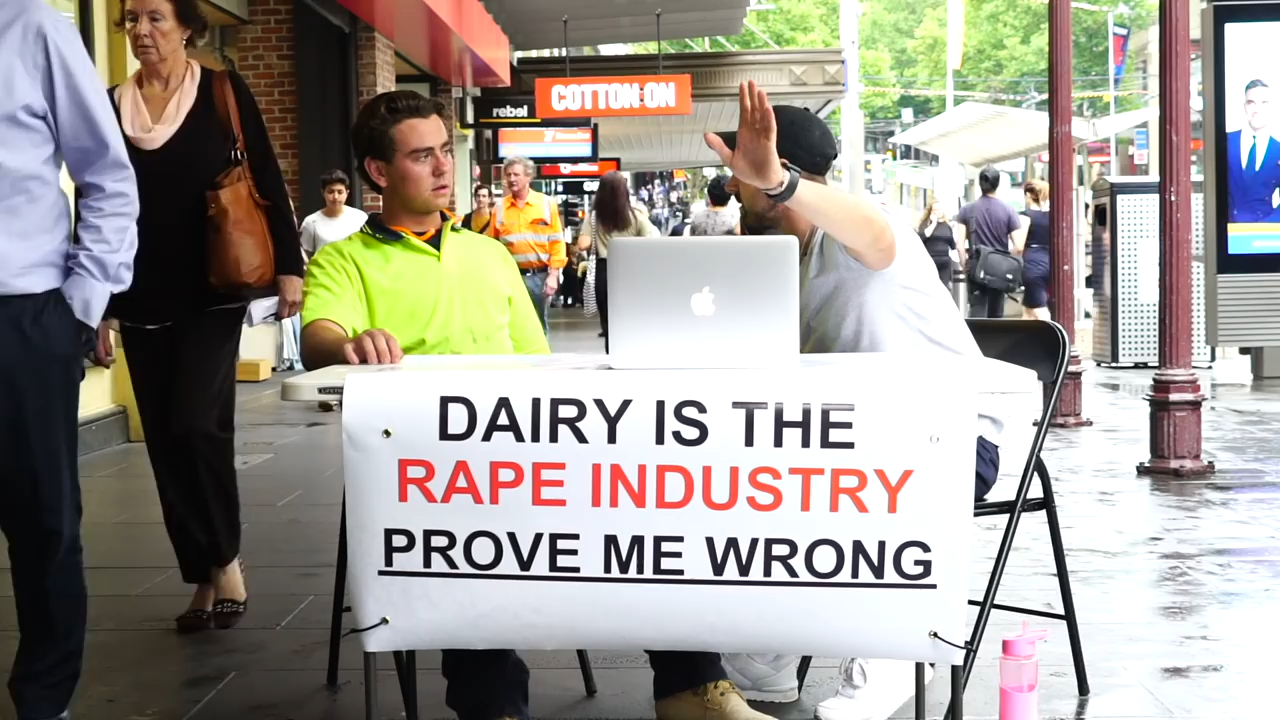 COTTON:ON
rebel
DAIRY IS THE
RAPE INDUSTRY
PROVE ME WRONG